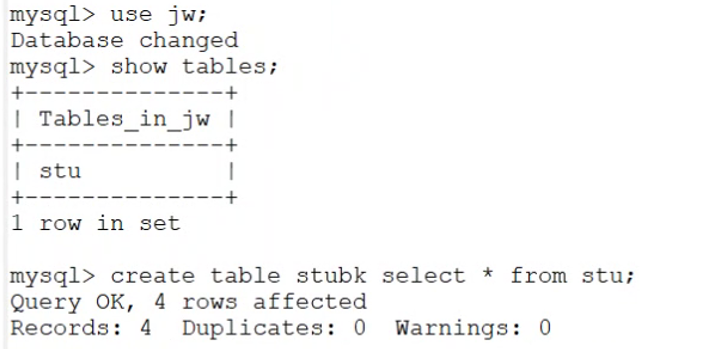 mysql> use jw;
Database changed
mysql> show tables;
+--------------+
| Tables_in_jw |
+--------------+
| stu          |
+--------------+
1 row in set

mysql> create table stubk select * from stu;
Query OK, 4 rows affected
Records: 4  Duplicates: 0  Warnings: 0